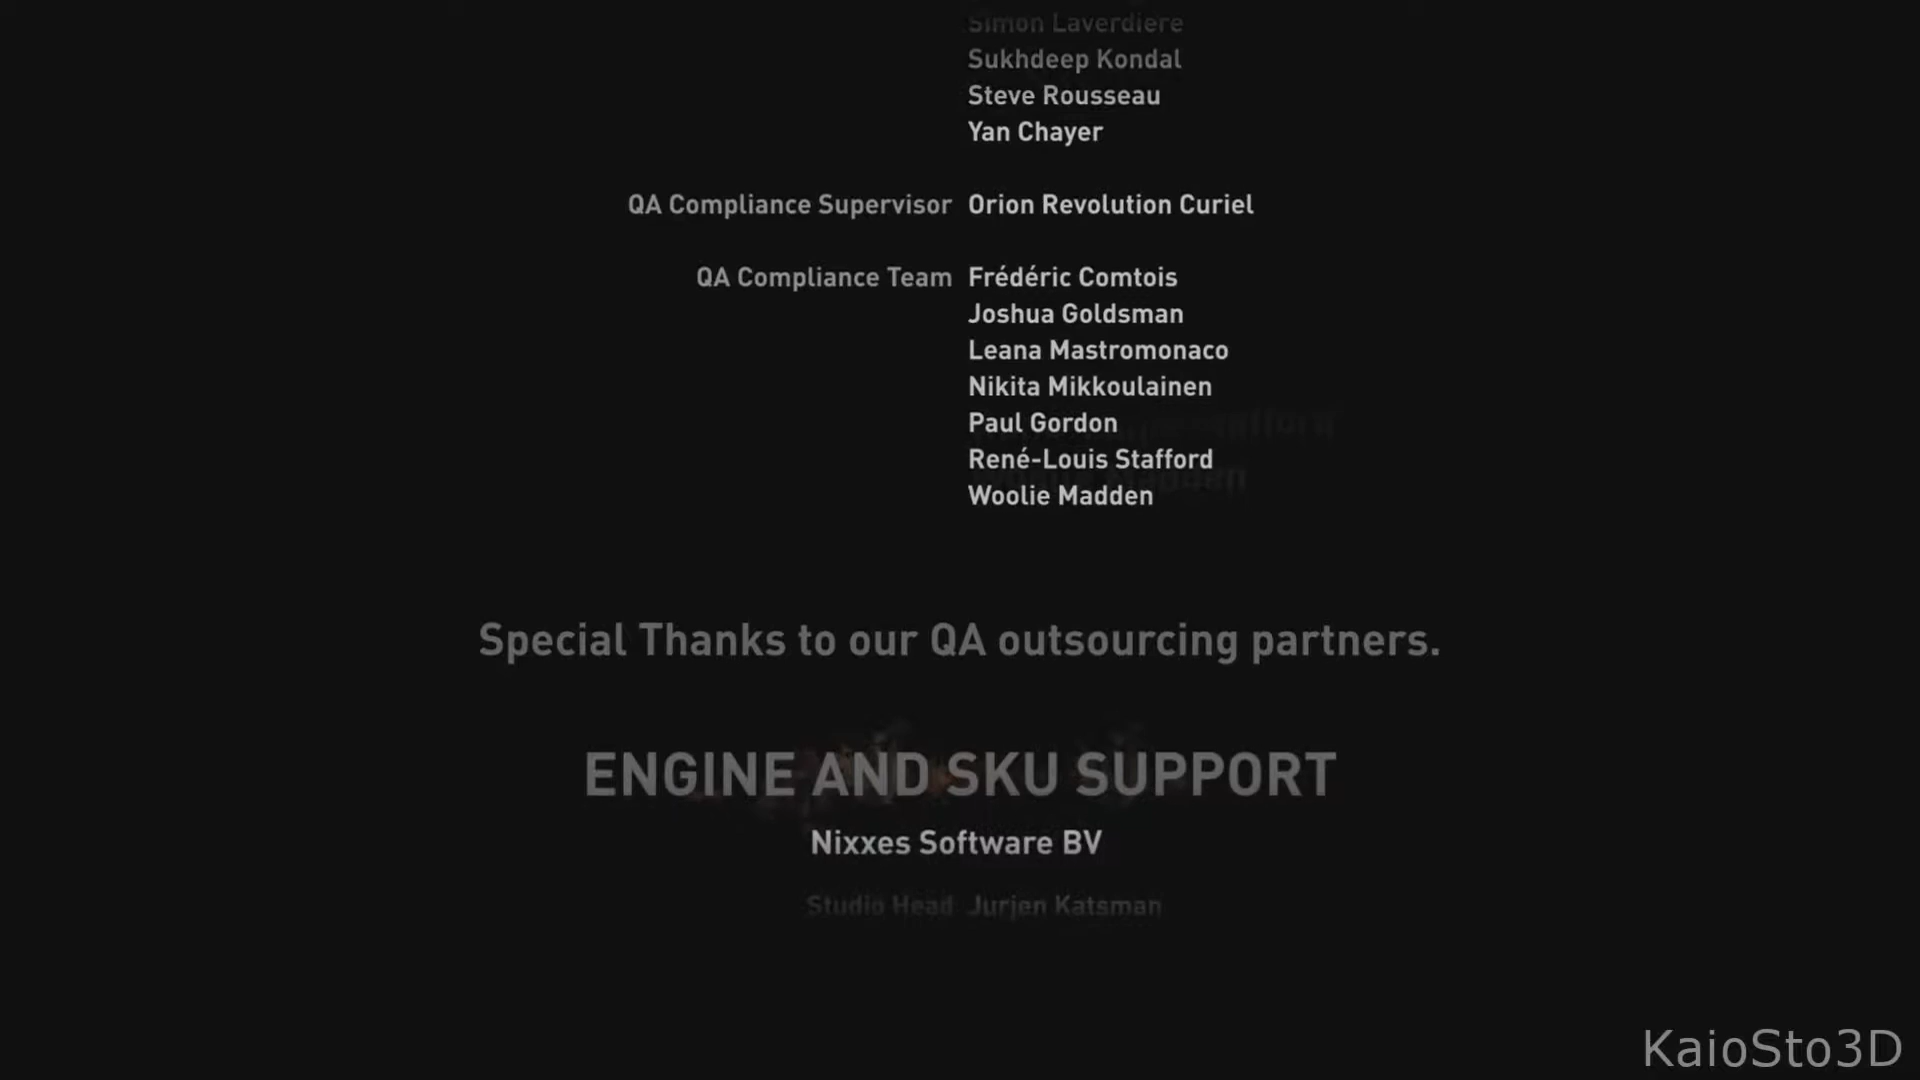 Simon Laverdiere
Sukhdeep Kondal
Steve Rousseau
Yan Chayer
QA Compliance Supervisor Orion Revolution Curiel
QA Compliance Team Frédéric Comtois
Joshua Goldsman
Leana Mastromonaco
Nikita Mikkoulainen
Paul Gordon
René-Louis Stafford
Woolie Madden
Special Thanks to our QA outsourcing partners.
ENGINE AND SKU SUPPORT
Nixxes Software BV
Studio Head Jurjen Katsman
KaioSto3D